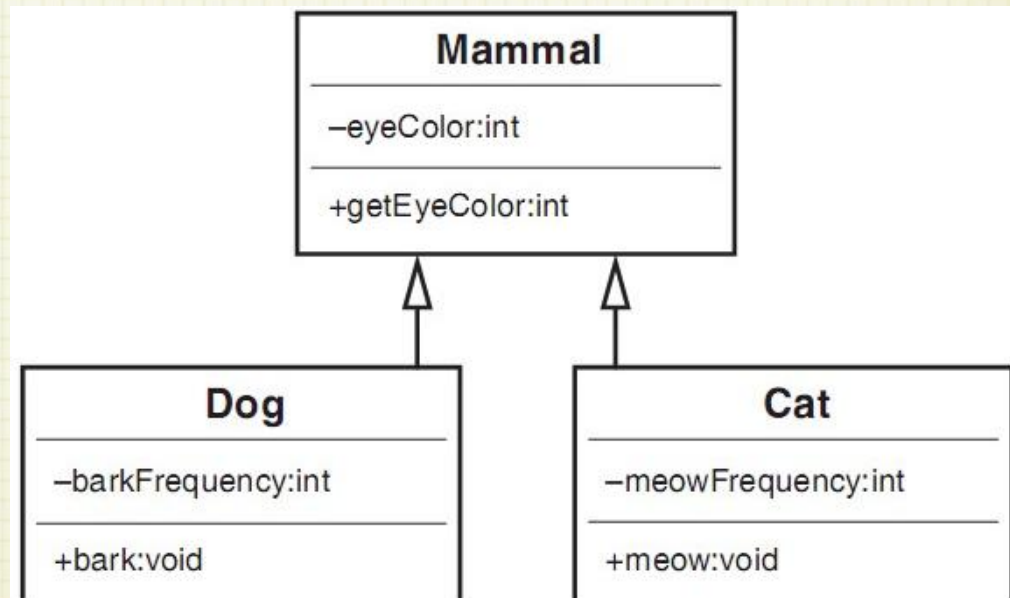 Mammal
–eyeColor:int
+getEyeColor:int
Dog
–barkFrequency:int
+bark:void
Cat
–meowFrequency:int
+meow:void